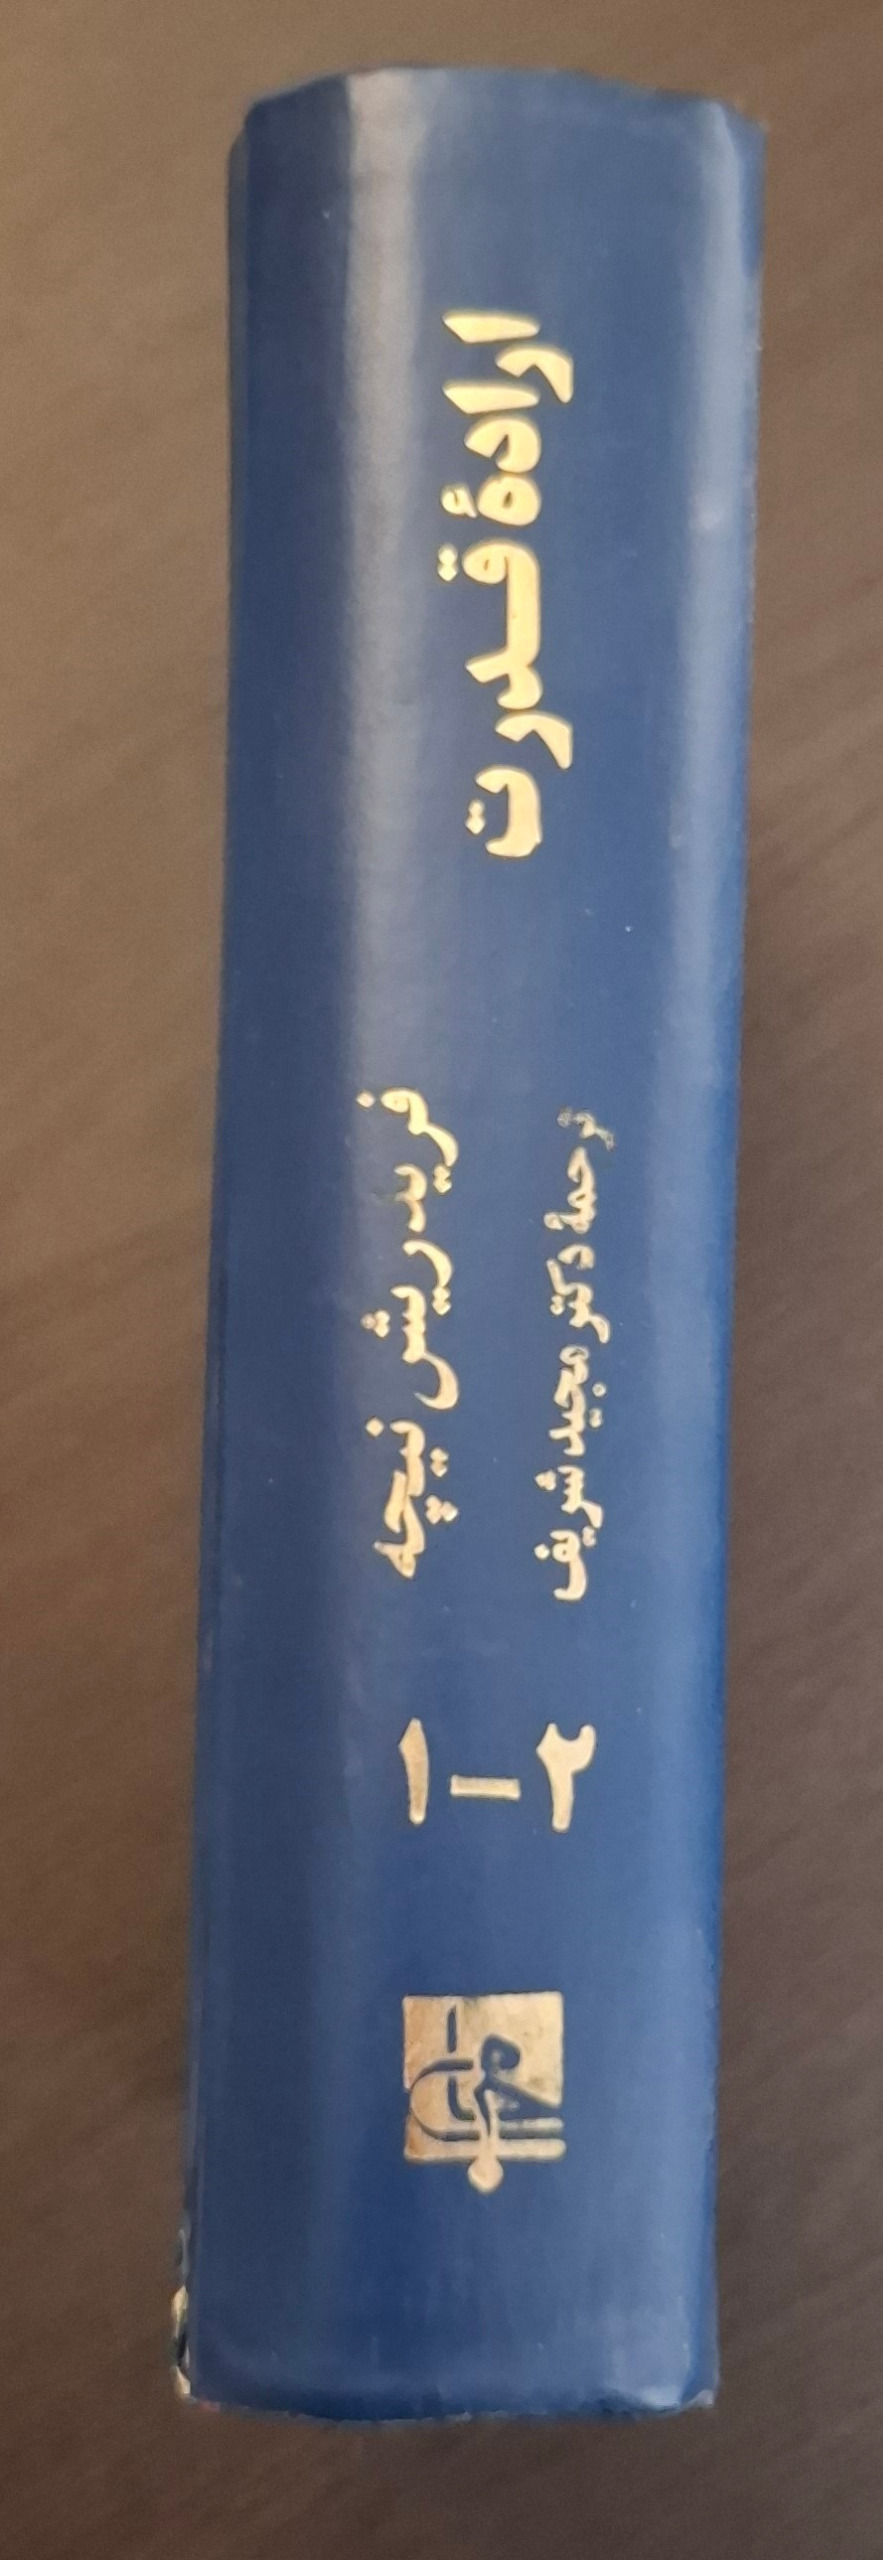 ارادهٔ قدرت
فریدریش نیچه
ترجمهٔ دکتر مجید شریف
۱
—
۲